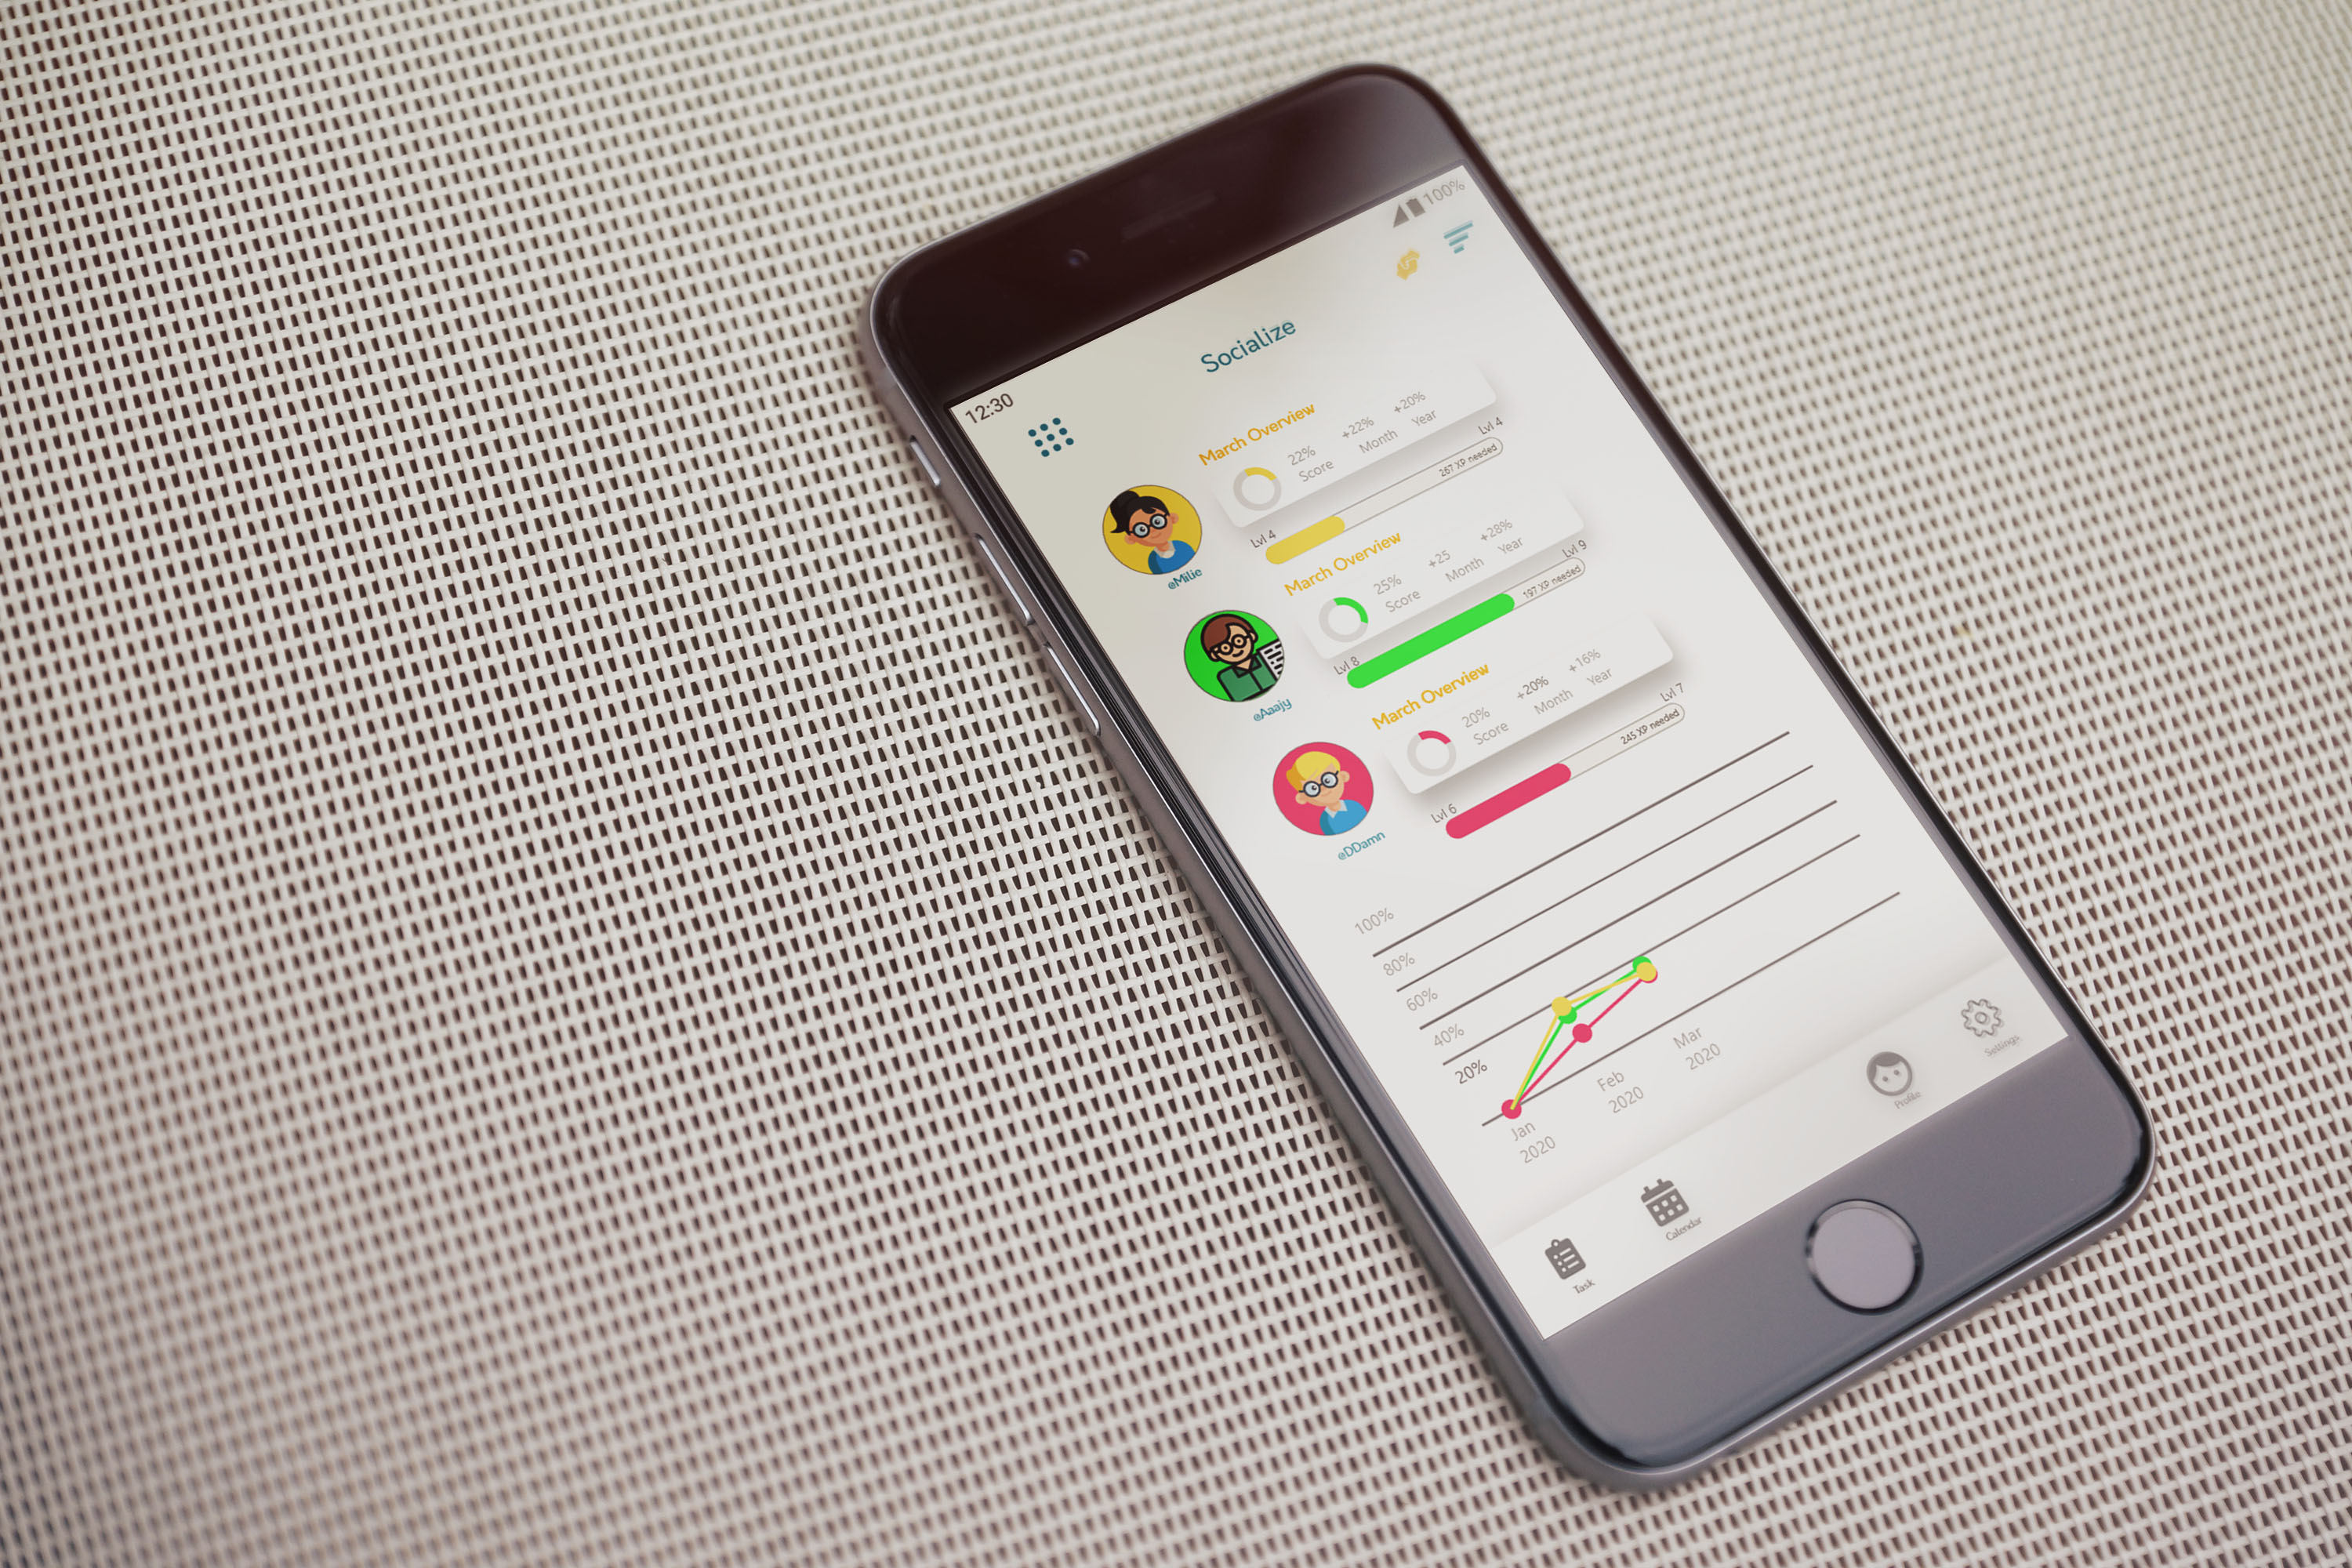 12:30
100%
Socialize
March Overview
22% +22% +20%
Score Month Year
Lvl 4 Lvl 4
267 XP needed
@Milie
March Overview
25% +25 +28%
Score Month Year
Lvl 8 Lvl 9
197 XP needed
@Aaajy
March Overview
20% +20% +16%
Score Month Year
Lvl 6 Lvl 7
245 XP needed
@DDamn
100%
80%
60%
40%
20%
Jan Feb Mar
2020 2020 2020
Task Calendar Profile Settings